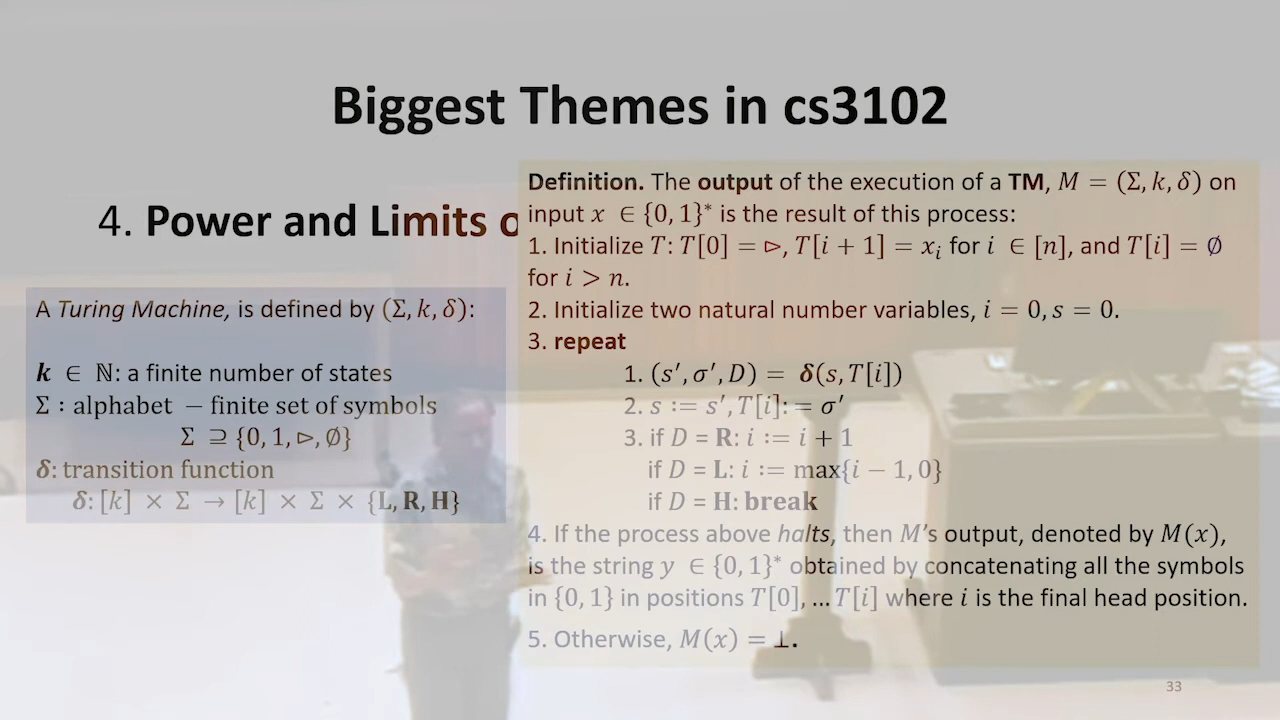 Biggest Themes in cs3102
4. Power and Limits o
A Turing Machine, is defined by (Σ, k, δ):
k ∈ ℕ: a finite number of states
Σ : alphabet − finite set of symbols
Σ ⊇ {0, 1, ⊳, ∅}
δ: transition function
δ: [k] × Σ → [k] × Σ × {L, R, H}
Definition. The output of the execution of a TM, M = (Σ, k, δ) on
input x ∈ {0, 1}* is the result of this process:
1. Initialize T: T[0] = ⊳, T[i + 1] = xᵢ for i ∈ [n], and T[i] = ∅
for i > n.
2. Initialize two natural number variables, i = 0, s = 0.
3. repeat
1. (s′, σ′, D) = δ(s, T[i])
2. s := s′, T[i]: = σ′
3. if D = R: i := i + 1
if D = L: i := max{i − 1, 0}
if D = H: break
4. If the process above halts, then M's output, denoted by M(x),
is the string y ∈ {0, 1}* obtained by concatenating all the symbols
in {0, 1} in positions T[0], … T[i] where i is the final head position.
5. Otherwise, M(x) = ⊥.
33